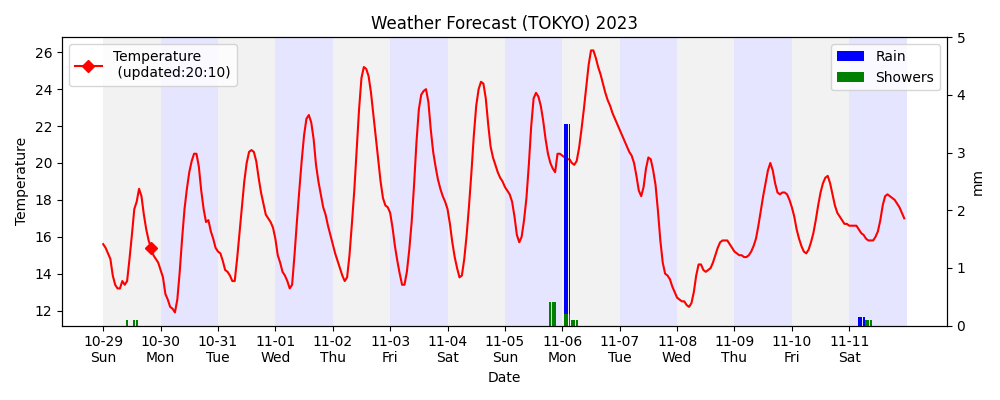 Weather Forecast (TOKYO) 2023
Temperature
(updated:20:10)
Rain
Showers
Temperature
26
24
22
20
18
16
14
12
5
4
3
2
1
0
mm
10-29 10-30 10-31 11-01 11-02 11-03 11-04 11-05 11-06 11-07 11-08 11-09 11-10 11-11
Sun Mon Tue Wed Thu Fri Sat Sun Mon Tue Wed Thu Fri Sat
Date